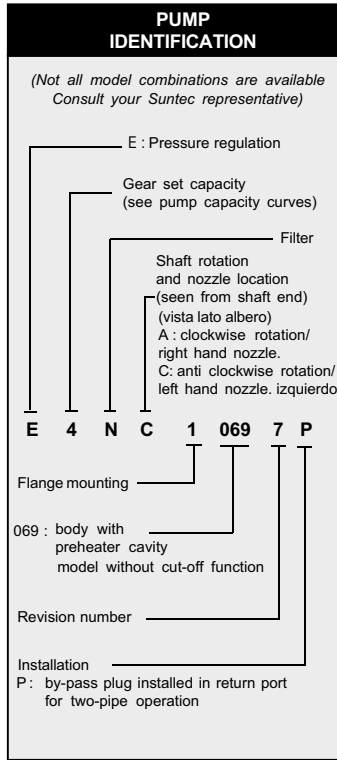 PUMP
IDENTIFICATION
(Not all model combinations are available
Consult your Suntec representative)
E : Pressure regulation
Gear set capacity
(see pump capacity curves)
Filter
Shaft rotation
and nozzle location
(seen from shaft end)
(vista lato albero)
A : clockwise rotation/
right hand nozzle.
C: anti clockwise rotation/
left hand nozzle. izquierdo
E 4 N C 1 069 7 P
Flange mounting
069 : body with
preheater cavity
model without cut-off function
Revision number
Installation
P : by-pass plug installed in return port
for two-pipe operation